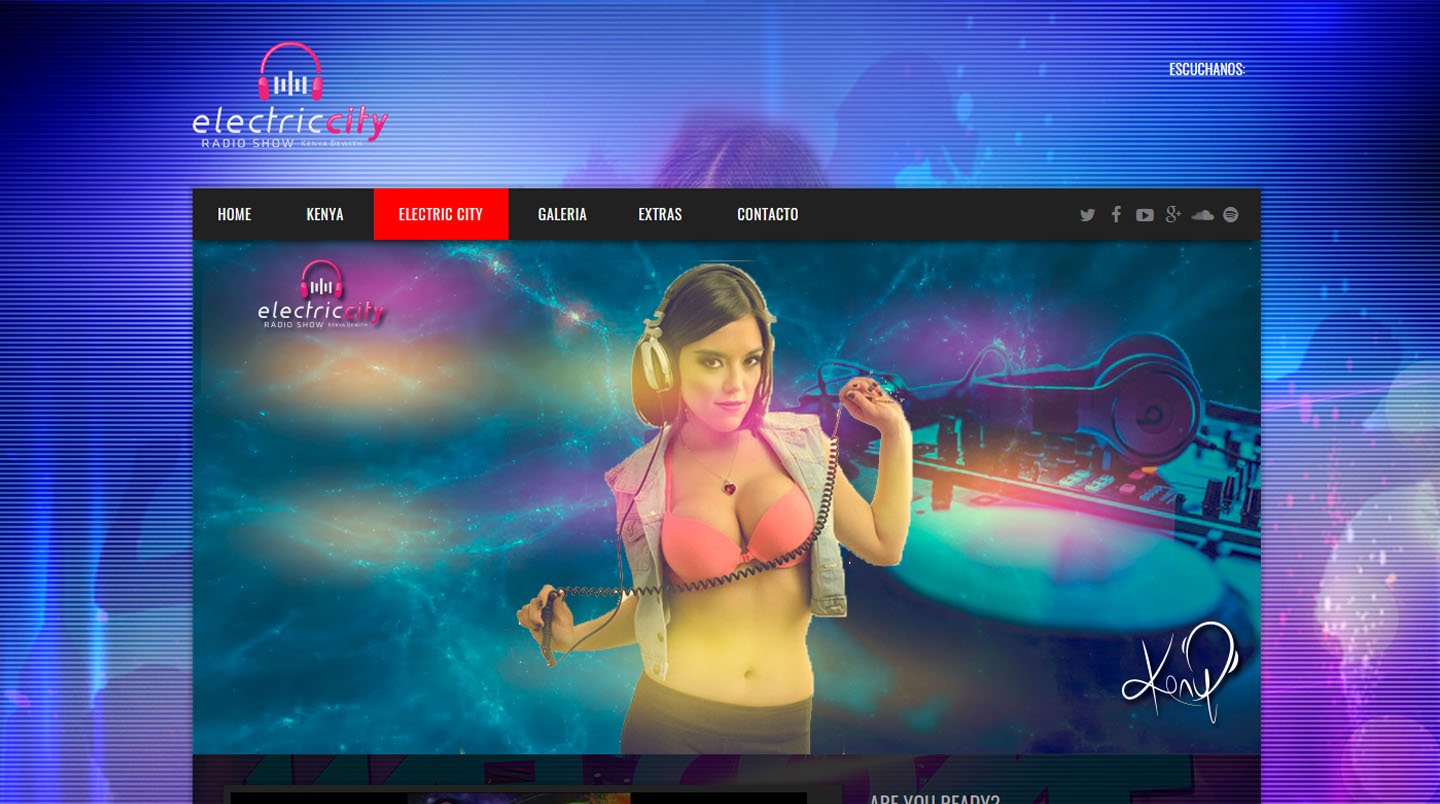 ESCUCHANOS:
electriccity
RADIO SHOW KENYA DEWITH
HOME KENYA ELECTRIC CITY GALERIA EXTRAS CONTACTO
electriccity
RADIO SHOW KENYA DEWITH
Keny
ARE YOU READY?